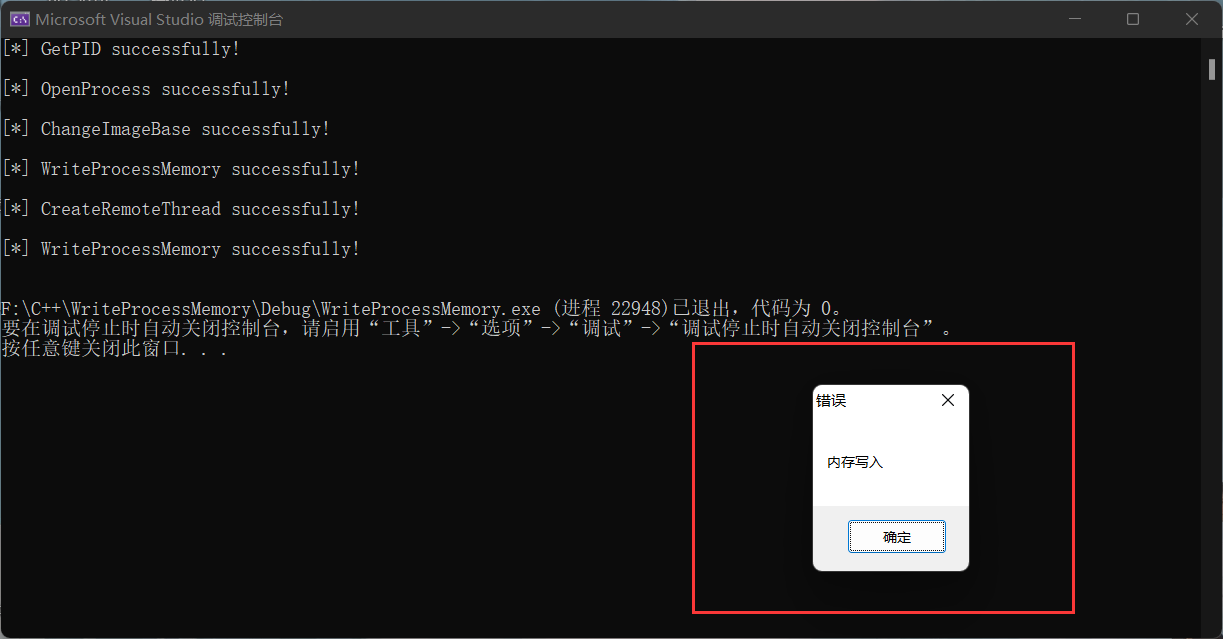 Microsoft Visual Studio 调试控制台
[*] GetPID successfully!
[*] OpenProcess successfully!
[*] ChangeImageBase successfully!
[*] WriteProcessMemory successfully!
[*] CreateRemoteThread successfully!
[*] WriteProcessMemory successfully!
F:\C++\WriteProcessMemory\Debug\WriteProcessMemory.exe (进程 22948)已退出，代码为 0。
要在调试停止时自动关闭控制台，请启用“工具”->“选项”->“调试”->“调试停止时自动关闭控制台”。
按任意键关闭此窗口. . .
错误
内存写入
确定